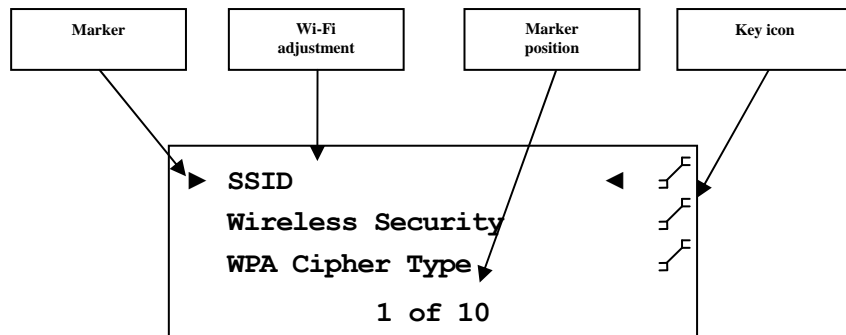 Marker
Wi-Fi
adjustment
Marker
position
Key icon
► SSID ◄
Wireless Security
WPA Cipher Type
1 of 10